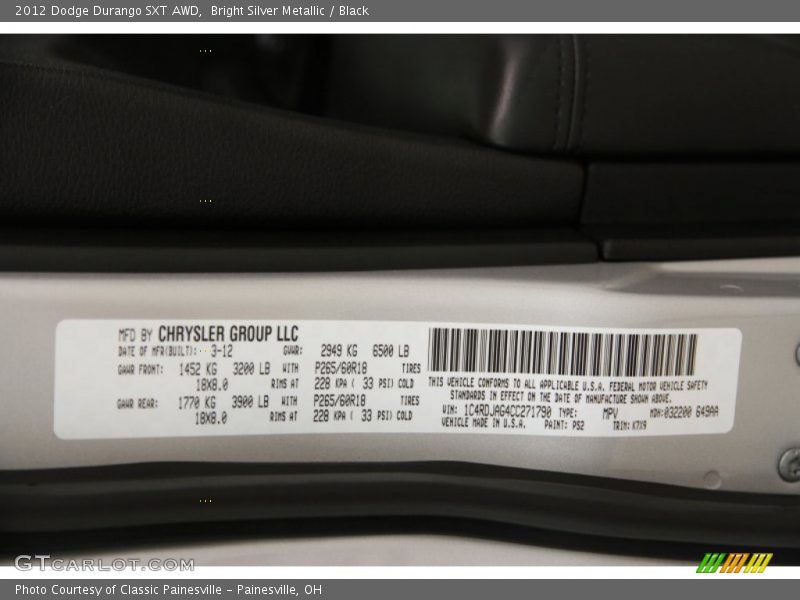 2012 Dodge Durango SXT AWD,  Bright Silver Metallic / Black
MFD BY CHRYSLER GROUP LLC
DATE OF MFR(BUILT): 3-12 GVWR: 2949 KG 6500 LB
GAWR FRONT: 1452 KG 3200 LB WITH P265/60R18 TIRES
18X8.0 RIMS AT 228 KPA ( 33 PSI) COLD
GAWR REAR: 1770 KG 3900 LB WITH P265/60R18 TIRES
18X8.0 RIMS AT 228 KPA ( 33 PSI) COLD
THIS VEHICLE CONFORMS TO ALL APPLICABLE U.S.A. FEDERAL MOTOR VEHICLE SAFETY
STANDARDS IN EFFECT ON THE DATE OF MANUFACTURE SHOWN ABOVE.
VIN: 1C4RDJAG4CC271790 TYPE: MPV MDH:032200 649AA
VEHICLE MADE IN U.S.A. PAINT: PS2 TRIM: K7X9
GTCARLOT.COM
Photo Courtesy of Classic Painesville - Painesville, OH